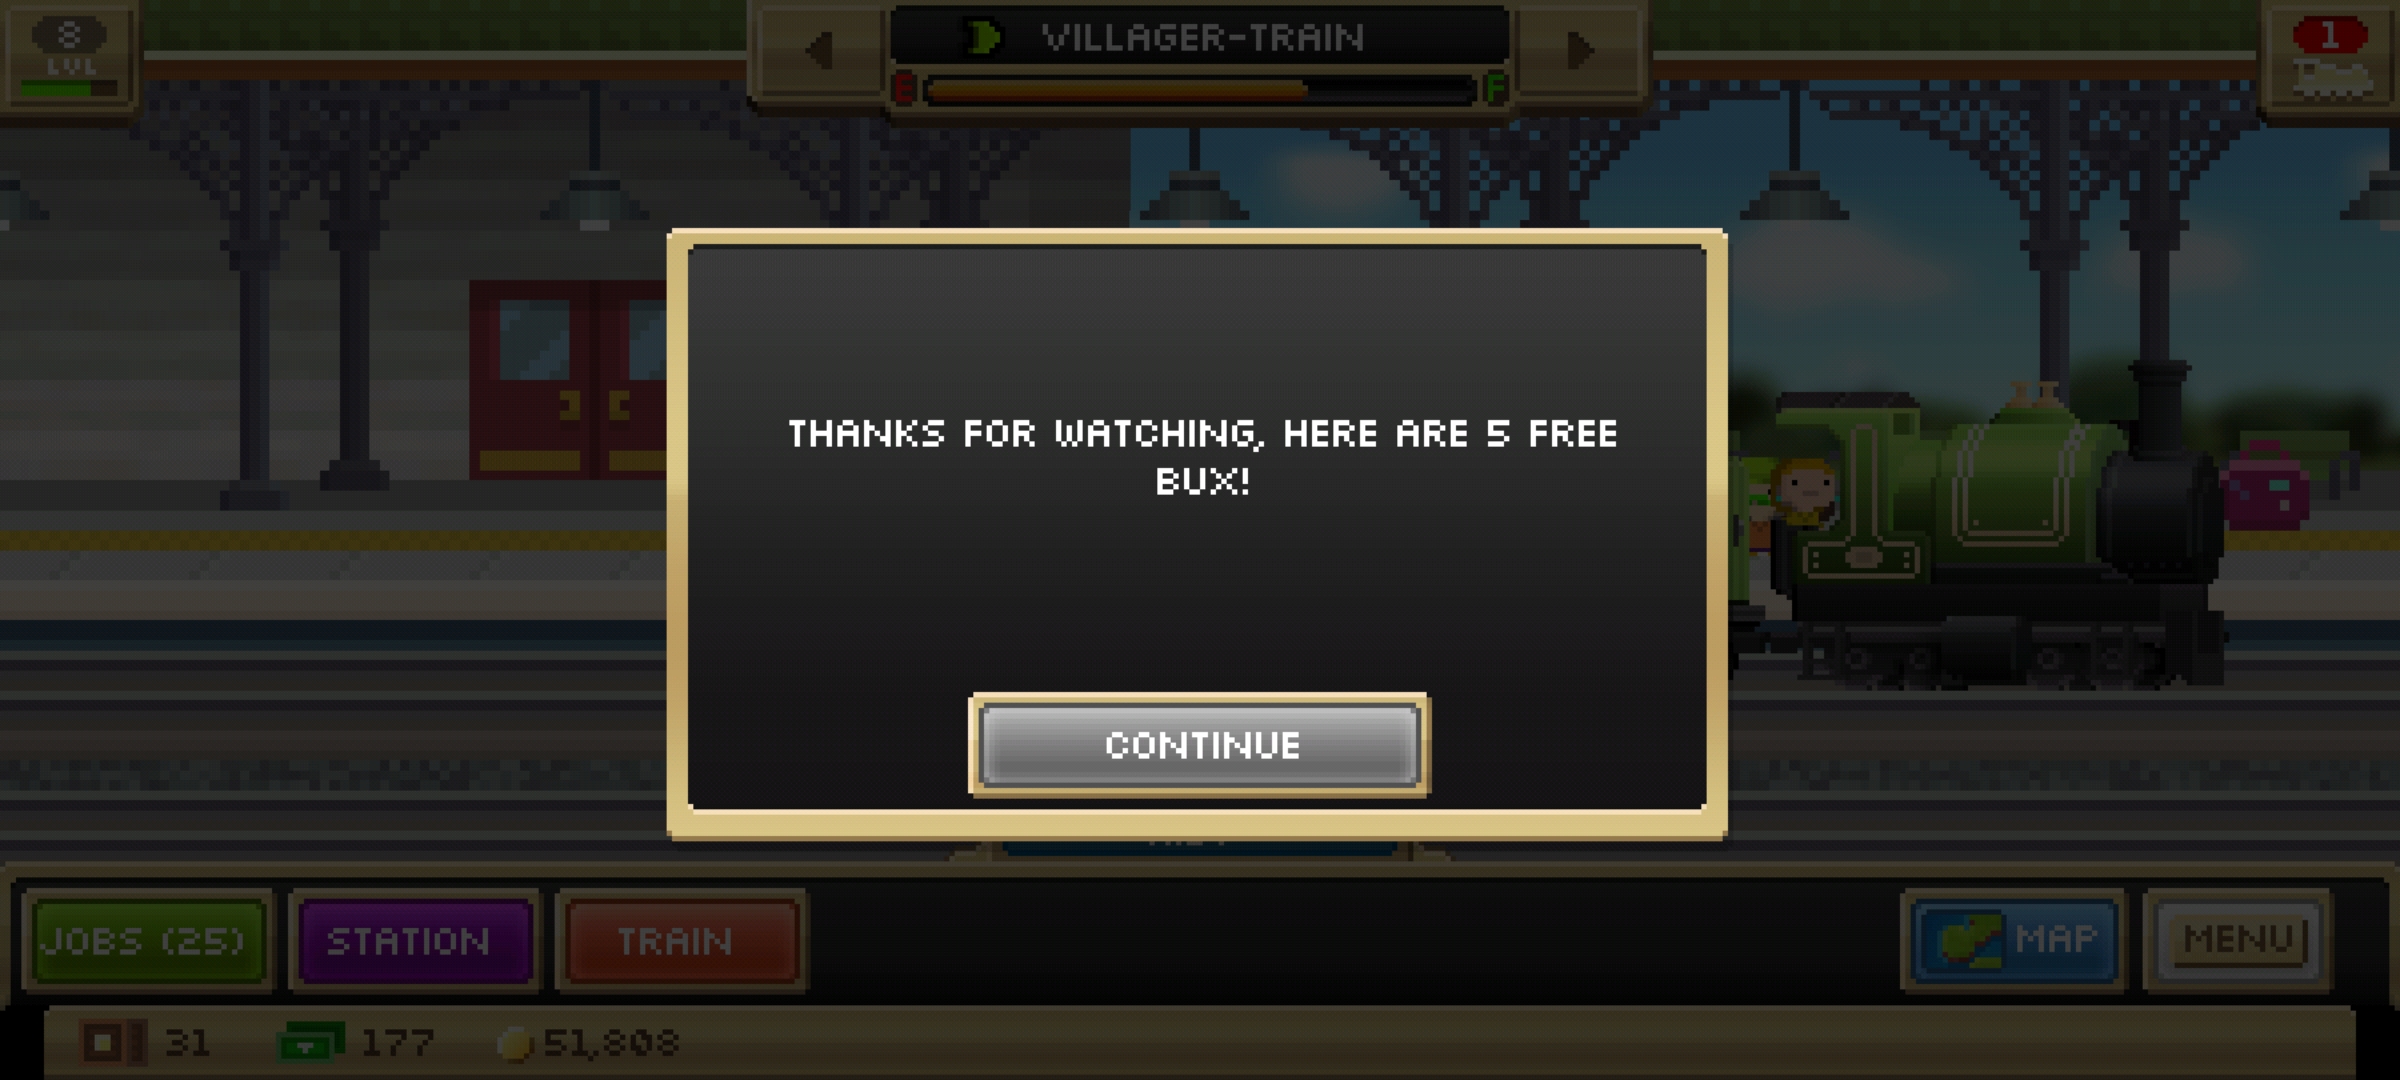 8
LVL
VILLAGER-TRAIN
E
F
1
THANKS FOR WATCHING, HERE ARE 5 FREE
BUX!
CONTINUE
JOBS (25)
STATION
TRAIN
MAP
MENU
31
177
51,808